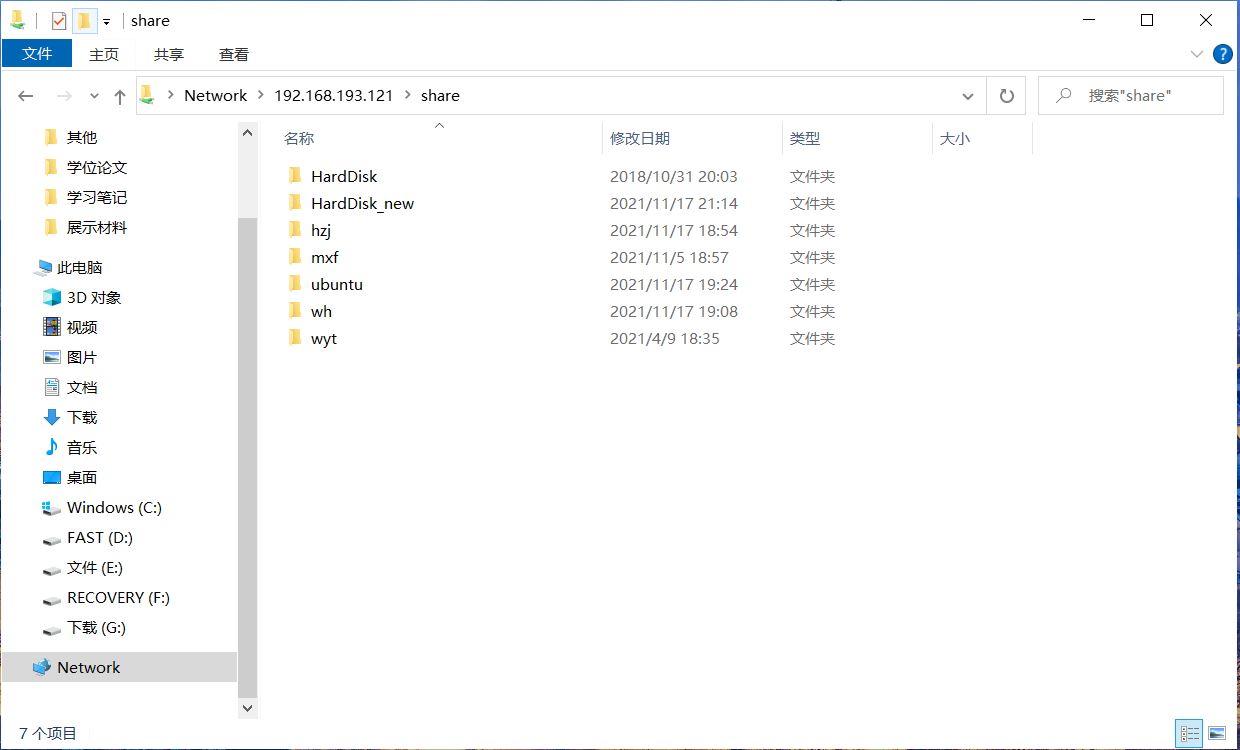 share
文件 主页 共享 查看
Network 192.168.193.121 share 搜索"share"
其他
学位论文
学习笔记
展示材料
此电脑
3D 对象
视频
图片
文档
下载
音乐
桌面
Windows (C:)
FAST (D:)
文件 (E:)
RECOVERY (F:)
下载 (G:)
Network
名称 修改日期 类型 大小
HardDisk 2018/10/31 20:03 文件夹
HardDisk_new 2021/11/17 21:14 文件夹
hzj 2021/11/17 18:54 文件夹
mxf 2021/11/5 18:57 文件夹
ubuntu 2021/11/17 19:24 文件夹
wh 2021/11/17 19:08 文件夹
wyt 2021/4/9 18:35 文件夹
7 个项目